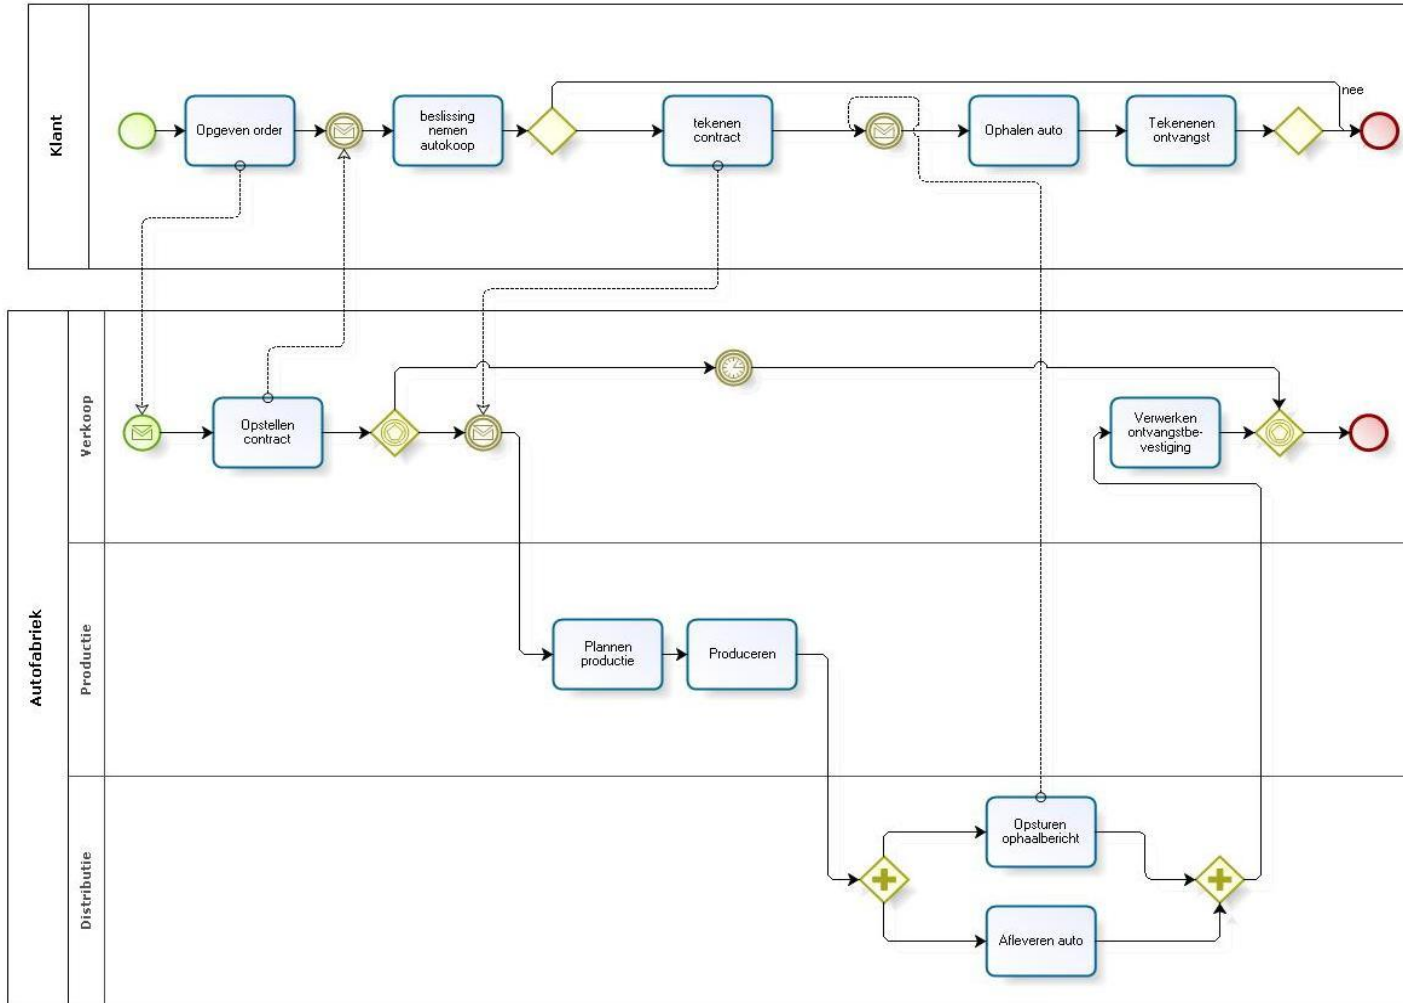 Klant
Opgeven order
beslissing
nemen
autokoop
tekenen
contract
Ophalen auto
Tekenenen
ontvangst
nee
Autofabriek
Verkoop
Opstellen
contract
Verwerken
ontvangstbe-
vestiging
Productie
Plannen
productie
Produceren
Distributie
Opsturen
ophaalbericht
Afleveren auto